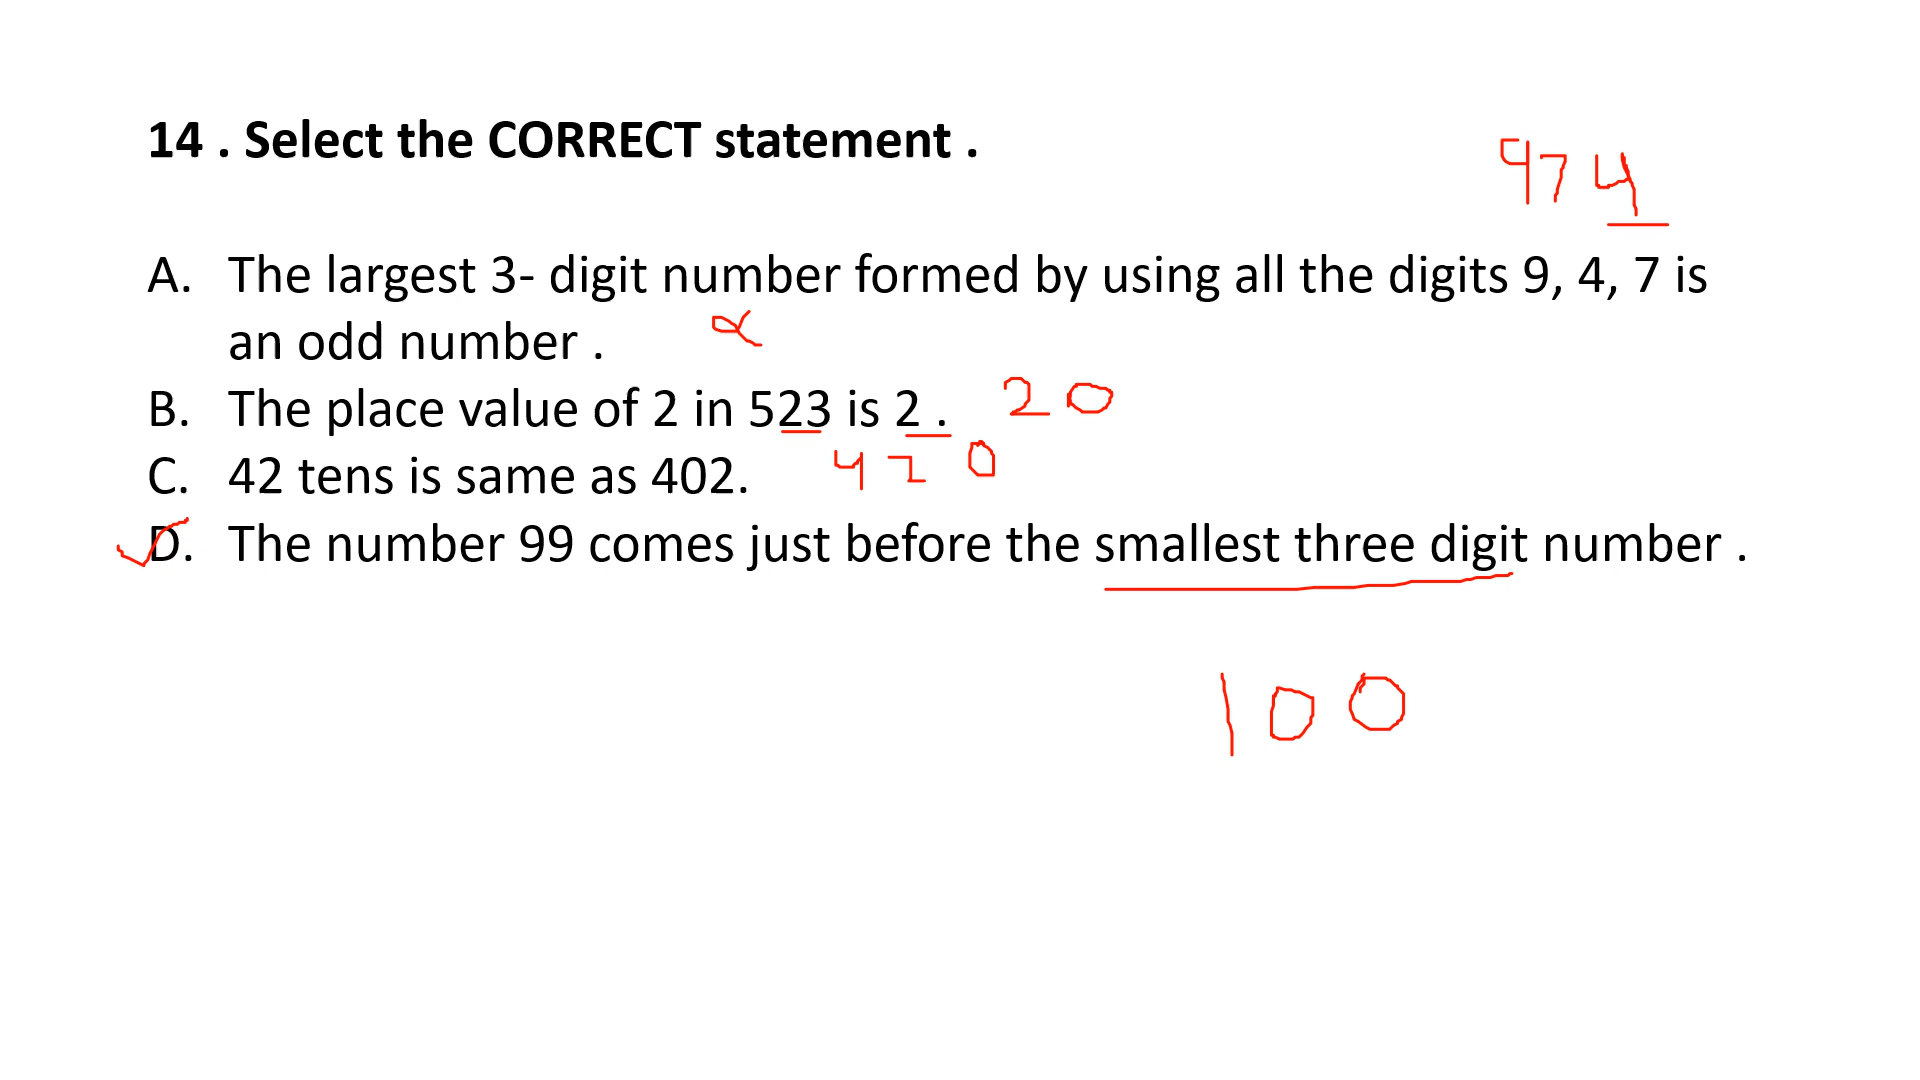 14 . Select the CORRECT statement .
974
A. The largest 3- digit number formed by using all the digits 9, 4, 7 is
an odd number .
B. The place value of 2 in 523 is 2 . 20
C. 42 tens is same as 402. 420
D. The number 99 comes just before the smallest three digit number .
100